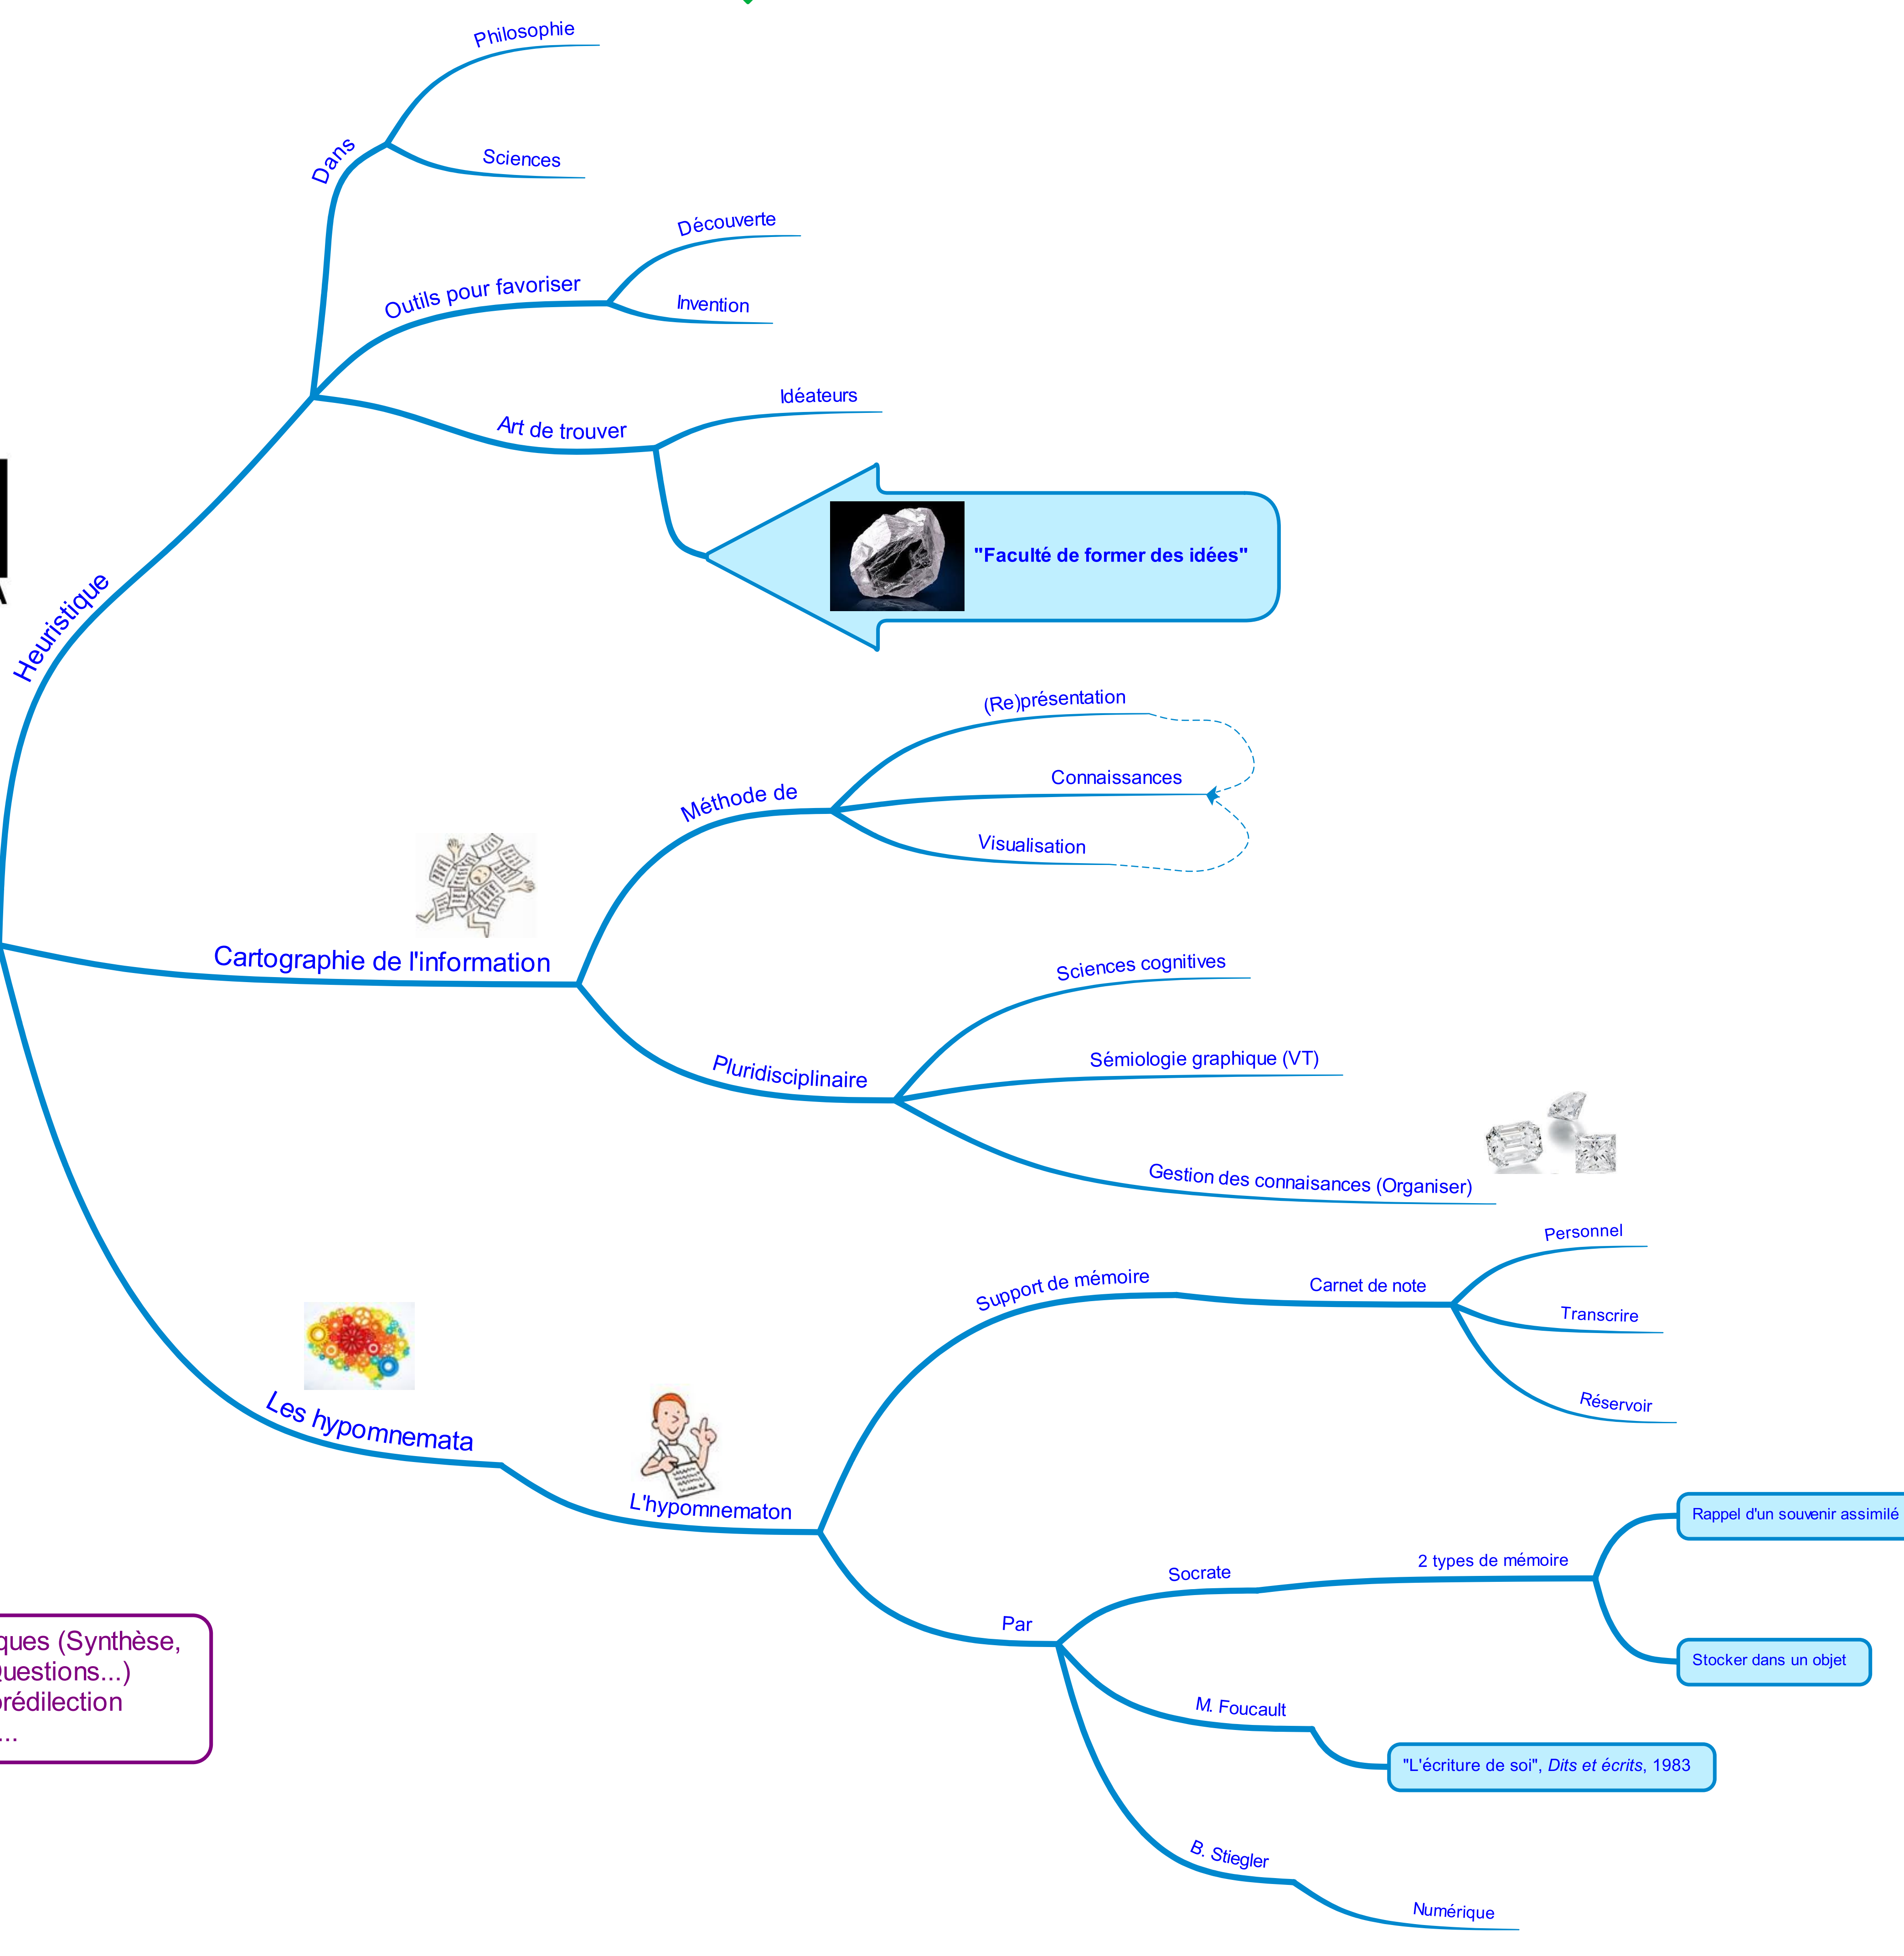 Philosophie
Dans
Sciences
Découverte
Outils pour favoriser
Invention
Idéateurs
Art de trouver
"Faculté de former des idées"
Heuristique
(Re)présentation
Connaissances
Méthode de
Visualisation
Cartographie de l'information
Sciences cognitives
Sémiologie graphique (VT)
Pluridisciplinaire
Gestion des connaisances (Organiser)
Personnel
Support de mémoire
Carnet de note
Transcrire
Réservoir
Les hypomnemata
L'hypomnematon
Rappel d'un souvenir assimilé
2 types de mémoire
Socrate
Par
Stocker dans un objet
M. Foucault
"L'écriture de soi", Dits et écrits, 1983
B. Stiegler
Numérique
ques (Synthèse,
uestions...)
rédilection
...